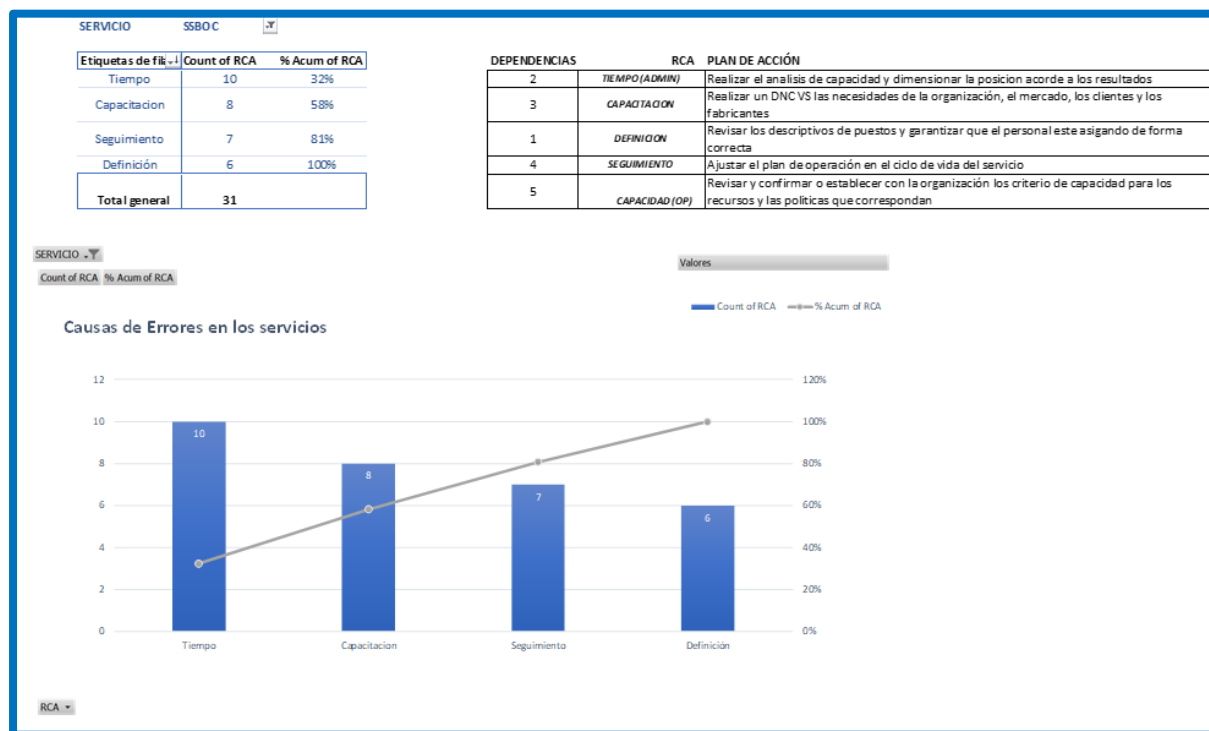 SERVICIO SSBOC
Etiquetas de fil Count of RCA % Acum of RCA
Tiempo 10 32%
Capacitacion 8 58%
Seguimiento 7 81%
Definición 6 100%
Total general 31
DEPENDENCIAS RCA PLAN DE ACCIÓN
2 TIEMPO (ADMIN) Realizar el analisis de capacidad y dimensionar la posicion acorde a los resultados
3 CAPACITACION Realizar un DNC VS las necesidades de la organización, el mercado, los clientes y los
fabricantes
1 DEFINICION Revisar los descriptivos de puestos y garantizar que el personal este asigando de forma
correcta
4 SEGUIMIENTO Ajustar el plan de operación en el ciclo de vida del servicio
5 Revisar y confirmar o establecer con la organización los criterio de capacidad para los
CAPACIDAD (OP) recursos y las politicas que correspondan
SERVICIO
Count of RCA % Acum of RCA
Valores
Count of RCA % Acum of RCA
Causas de Errores en los servicios
12 120%
10 100%
10
8 80%
8
7
6 60%
6
4 40%
2 20%
0 0%
Tiempo Capacitacion Seguimiento Definición
RCA